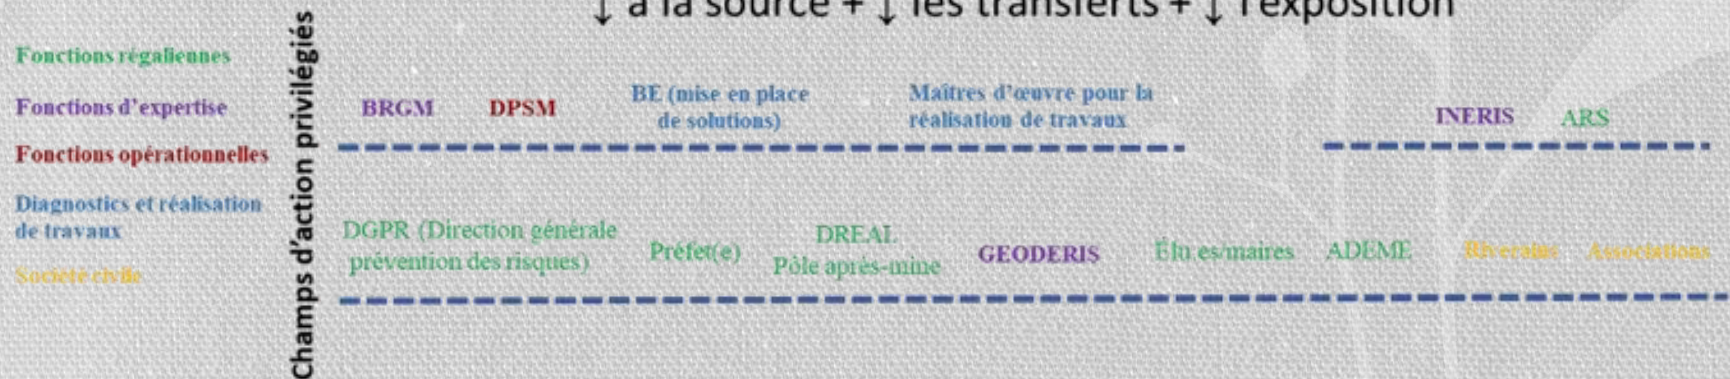 ↓ à la source + ↓ les transferts + ↓ l'exposition
Fonctions régaliennes
Fonctions d'expertise
Fonctions opérationnelles
Diagnostics et réalisation
de travaux
Société civile
Champs d'action privilégiés
BRGM DPSM BE (mise en place
de solutions) Maîtres d'œuvre pour la
réalisation de travaux INERIS ARS
DGPR (Direction générale
prévention des risques) Préfet(e) DREAL
Pôle après-mine GEODERIS Élu.es/maires ADEME Riverains Associations